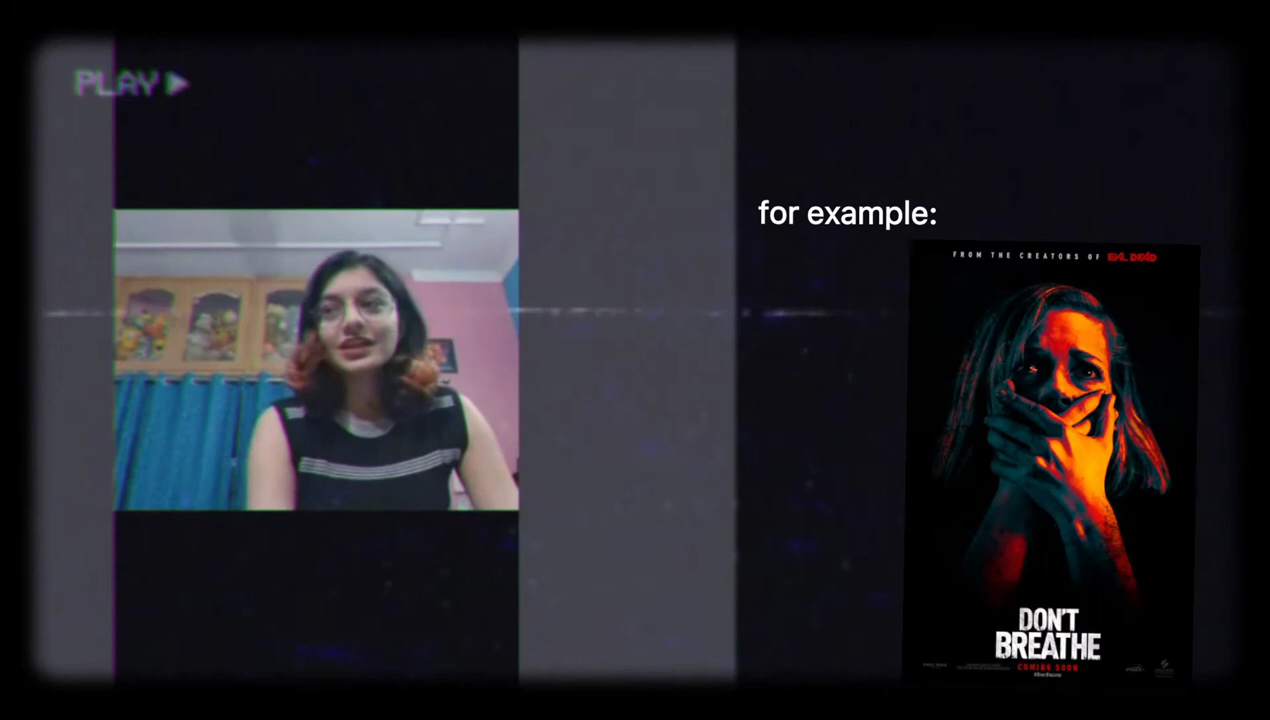 PLAY
for example:
FROM THE CREATORS OF EVIL DEAD
DON'T
BREATHE
COMING SOON